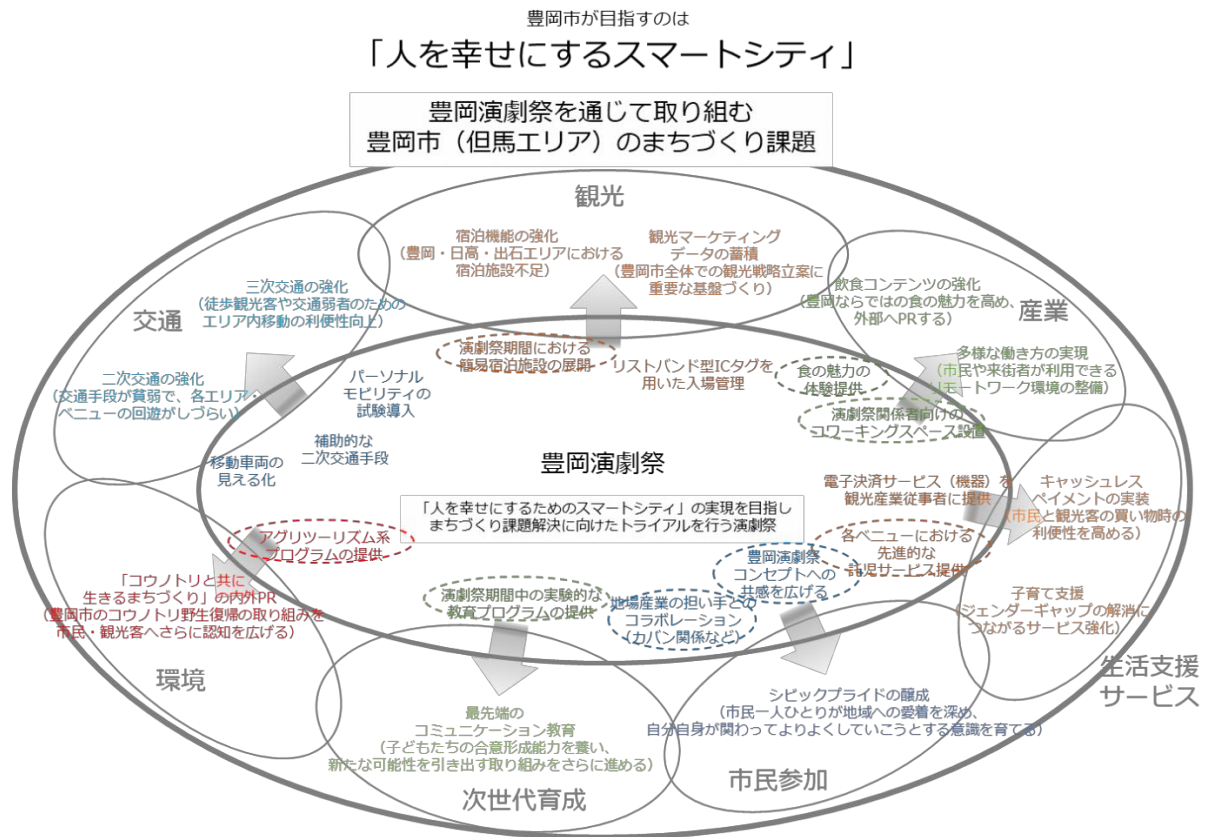 豊岡市が目指すのは
「人を幸せにするスマートシティ」
豊岡演劇祭を通じて取り組む
豊岡市（但馬エリア）のまちづくり課題
観光
宿泊機能の強化
（豊岡・日高・出石エリアにおける
宿泊施設不足）
観光マーケティング
データの蓄積
（豊岡市全体での観光戦略立案に
重要な基盤づくり）
交通
三次交通の強化
（徒歩観光客や交通弱者のための
エリア内移動の利便性向上）
二次交通の強化
（交通手段が貧弱で、各エリア・
ベニューの回遊がしづらい）
産業
飲食コンテンツの強化
（豊岡ならではの食の魅力を高め、
外部へPRする）
多様な働き方の実現
（市民や来街者が利用できる
リモートワーク環境の整備）
演劇祭期間における
簡易宿泊施設の展開
リストバンド型ICタグを
用いた入場管理
食の魅力の
体験提供
演劇祭関係者向けの
コワーキングスペース設置
パーソナル
モビリティの
試験導入
補助的な
二次交通手段
移動車両の
見える化
豊岡演劇祭
「人を幸せにするためのスマートシティ」の実現を目指し
まちづくり課題解決に向けたトライアルを行う演劇祭
電子決済サービス（機器）を
観光産業従事者に提供
キャッシュレス
ペイメントの実装
（市民と観光客の買い物時の
利便性を高める）
各ベニューにおける
先進的な
託児サービス提供
子育て支援
（ジェンダーギャップの解消に
つながるサービス強化）
生活支援
サービス
アグリツーリズム系
プログラムの提供
「コウノトリと共に
生きるまちづくり」の内外PR
（豊岡市のコウノトリ野生復帰の取り組みを
市民・観光客へさらに認知を広げる）
環境
演劇祭期間中の実験的な
教育プログラムの提供
最先端の
コミュニケーション教育
（子どもたちの合意形成能力を養い、
新たな可能性を引き出す取り組みをさらに進める）
次世代育成
豊岡演劇祭
コンセプトへの
共感を広げる
地場産業の担い手との
コラボレーション
（カバン関係など）
シビックプライドの醸成
（市民一人ひとりが地域への愛着を深め、
自分自身が関わってよりよくしていこうとする意識を育てる）
市民参加